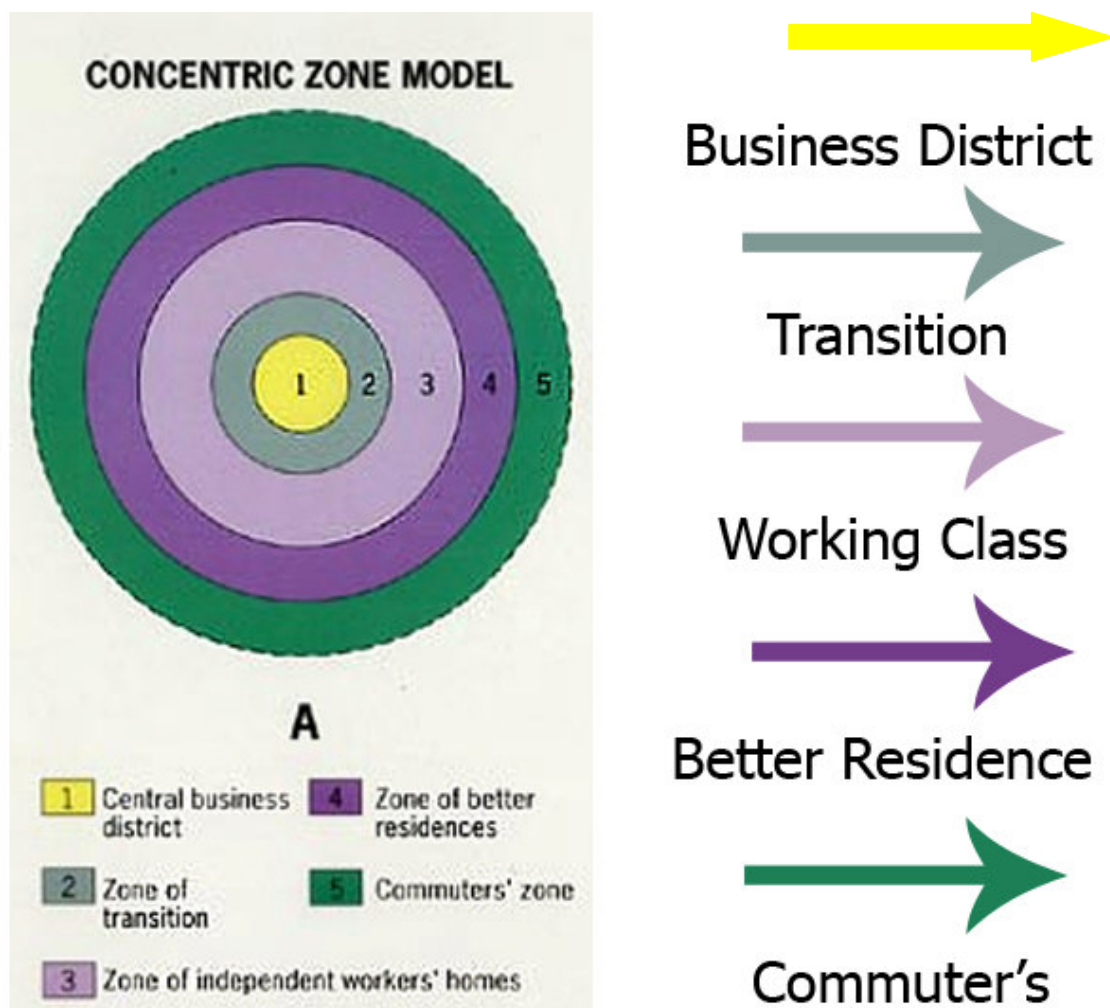 CONCENTRIC ZONE MODEL
1 2 3 4 5
A
1 Central business
district
2 Zone of
transition
3 Zone of independent workers' homes
4 Zone of better
residences
5 Commuters' zone
Business District
Transition
Working Class
Better Residence
Commuter's